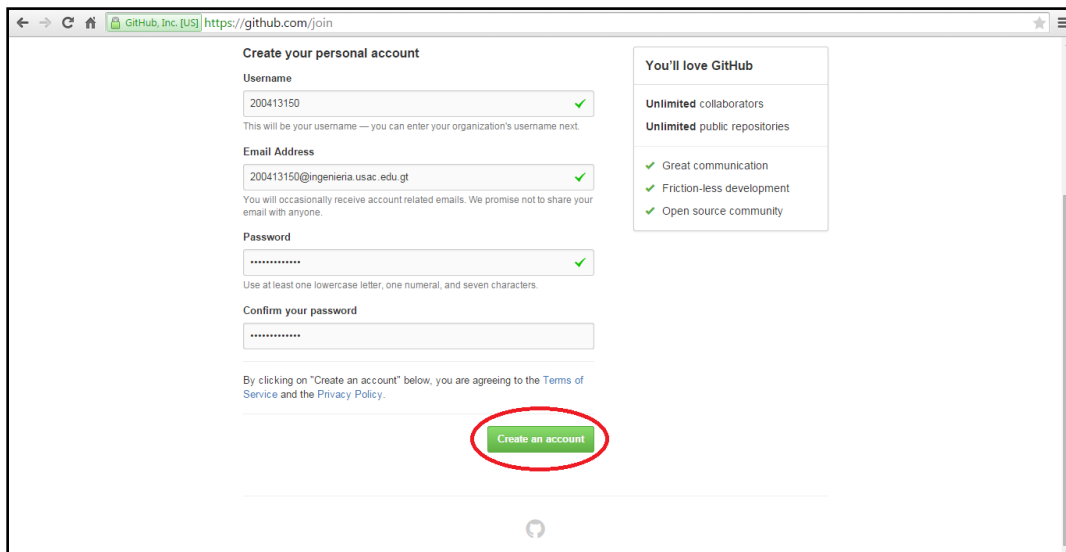 GitHub, Inc. [US] https://github.com/join
Create your personal account
Username
200413150
This will be your username — you can enter your organization's username next.
Email Address
200413150@ingenieria.usac.edu.gt
You will occasionally receive account related emails. We promise not to share your
email with anyone.
Password
•••••••••••••
Use at least one lowercase letter, one numeral, and seven characters.
Confirm your password
•••••••••••••
By clicking on "Create an account" below, you are agreeing to the Terms of
Service and the Privacy Policy.
Create an account
You'll love GitHub
Unlimited collaborators
Unlimited public repositories
Great communication
Friction-less development
Open source community